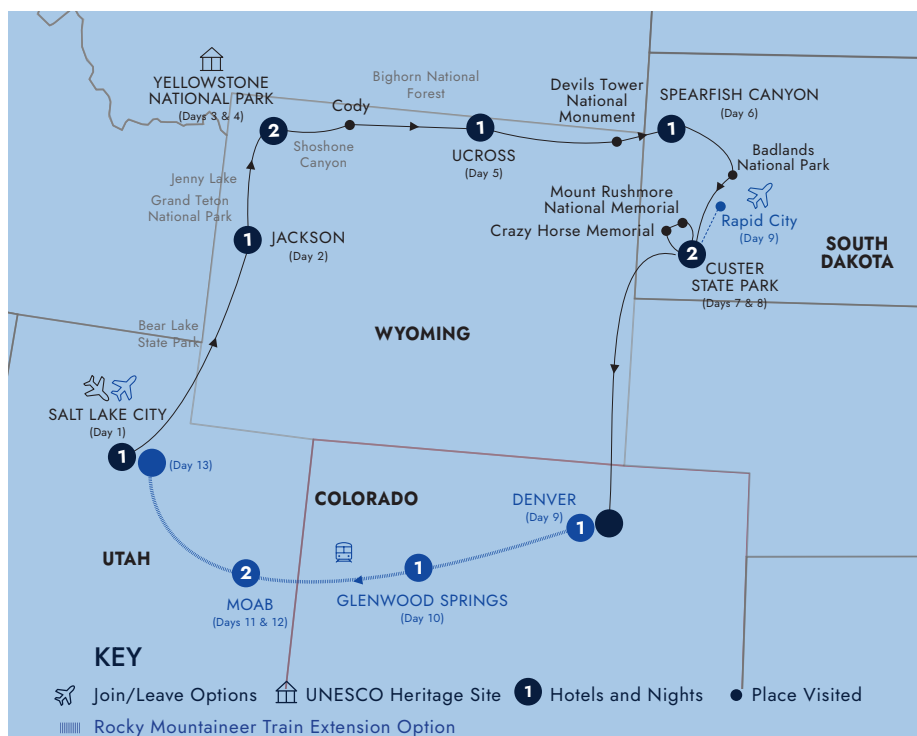 YELLOWSTONE
NATIONAL PARK
(Days 3 & 4)
2
Cody
Bighorn National
Forest
Shoshone
Canyon
1
UCROSS
(Day 5)
Devils Tower
National
Monument
SPEARFISH CANYON
(Day 6)
1
Badlands
National Park
Jenny Lake
Grand Teton
National Park
1
JACKSON
(Day 2)
Mount Rushmore
National Memorial
Crazy Horse Memorial
Rapid City
(Day 9)
2
CUSTER
STATE PARK
(Days 7 & 8)
SOUTH
DAKOTA
WYOMING
Bear Lake
State Park
SALT LAKE CITY
(Day 1)
1
(Day 13)
COLORADO
DENVER
(Day 9)
1
UTAH
2
MOAB
(Days 11 & 12)
1
GLENWOOD SPRINGS
(Day 10)
KEY
Join/Leave Options
UNESCO Heritage Site
1 Hotels and Nights
Place Visited
Rocky Mountaineer Train Extension Option